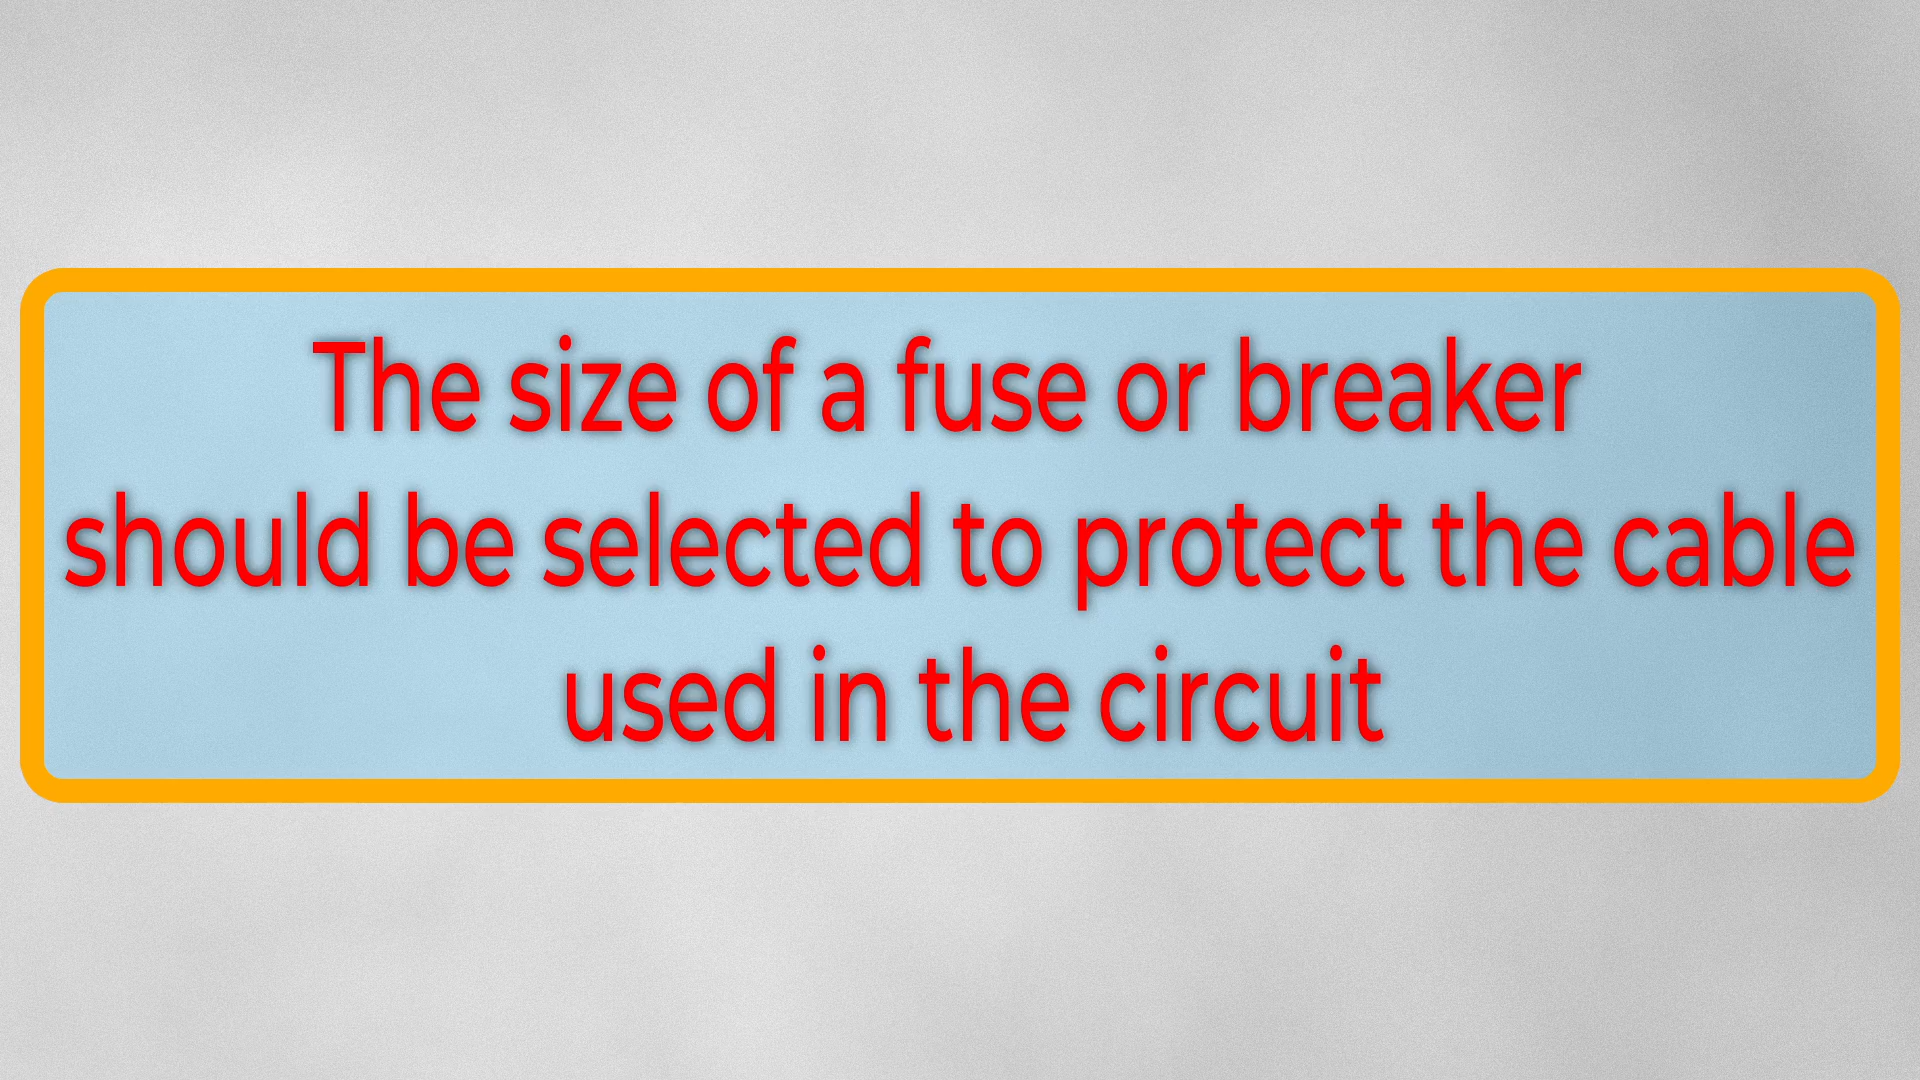 The size of a fuse or breaker
should be selected to protect the cable
used in the circuit